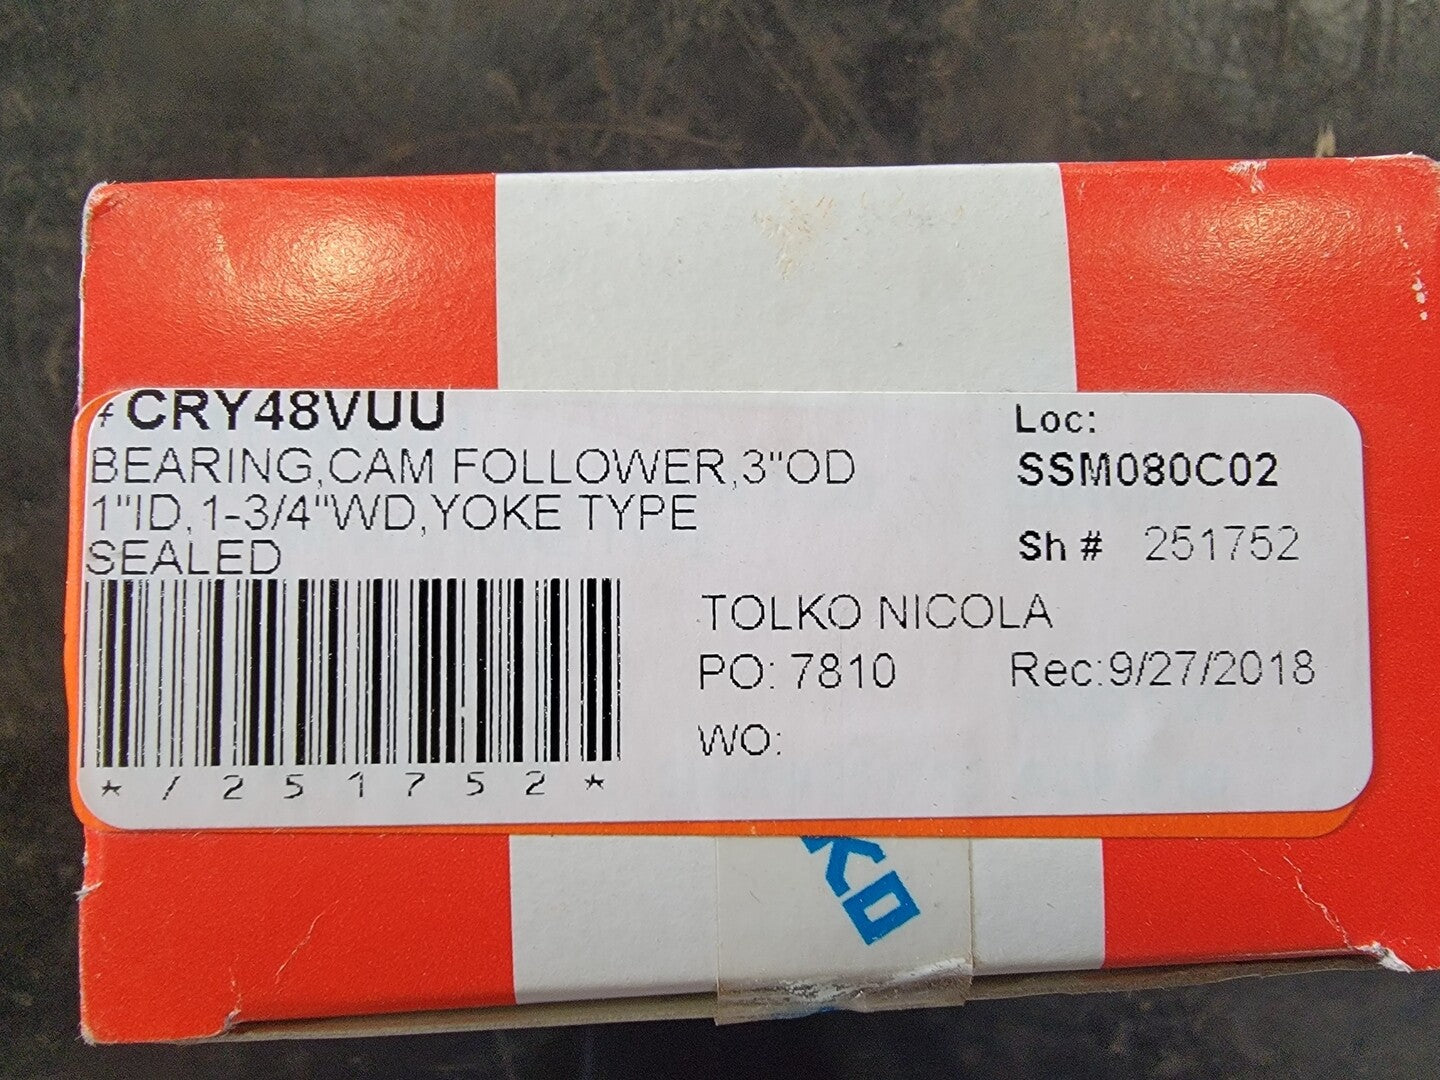 # CRY48VUU
BEARING,CAM FOLLOWER,3"OD
1"ID,1-3/4"WD,YOKE TYPE
SEALED
*/251752*
Loc:
SSM080C02
Sh # 251752
TOLKO NICOLA
PO: 7810 Rec:9/27/2018
WO:
KO